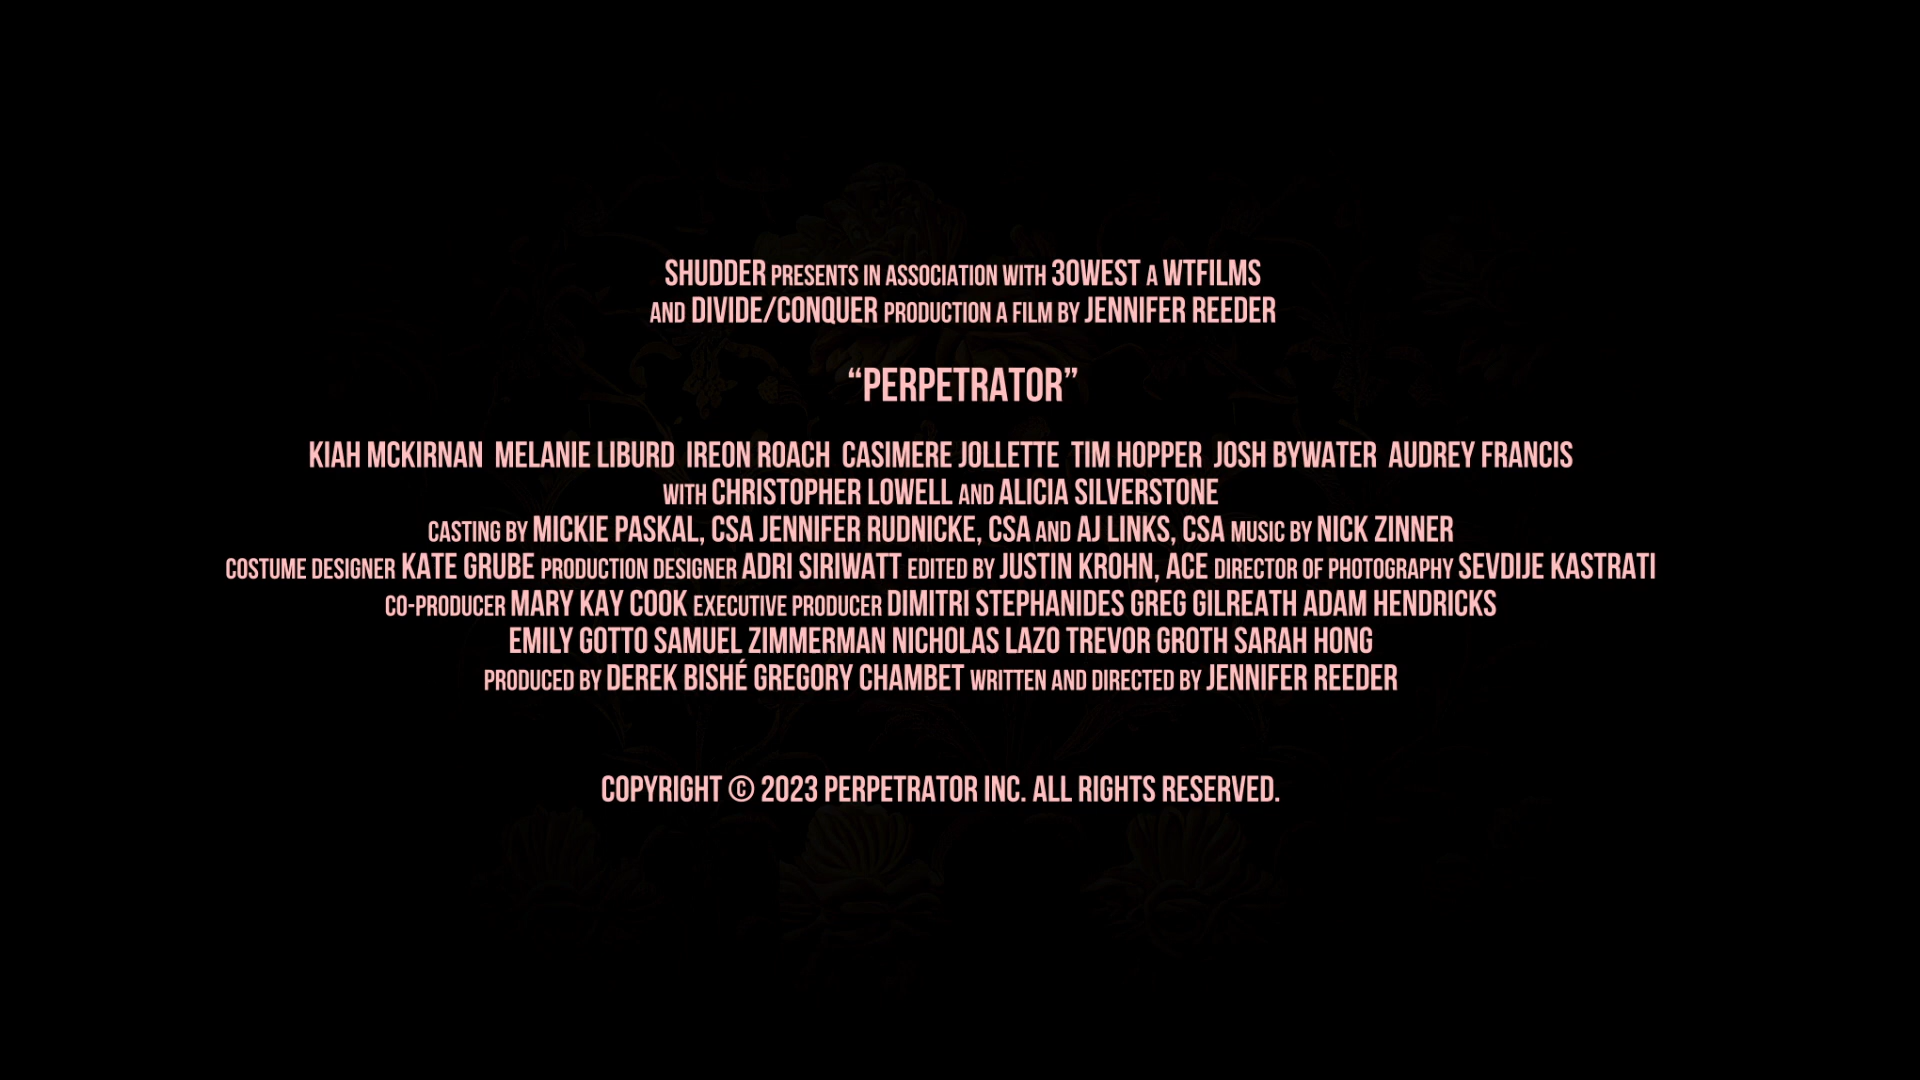 SHUDDER PRESENTS IN ASSOCIATION WITH 30WEST A WTFILMS
AND DIVIDE/CONQUER PRODUCTION A FILM BY JENNIFER REEDER
“PERPETRATOR”
KIAH MCKIRNAN MELANIE LIBURD IREON ROACH CASIMERE JOLLETTE TIM HOPPER JOSH BYWATER AUDREY FRANCIS
WITH CHRISTOPHER LOWELL AND ALICIA SILVERSTONE
CASTING BY MICKIE PASKAL, CSA JENNIFER RUDNICKE, CSA AND AJ LINKS, CSA MUSIC BY NICK ZINNER
COSTUME DESIGNER KATE GRUBE PRODUCTION DESIGNER ADRI SIRIWATT EDITED BY JUSTIN KROHN, ACE DIRECTOR OF PHOTOGRAPHY SEVDIJE KASTRATI
CO-PRODUCER MARY KAY COOK EXECUTIVE PRODUCER DIMITRI STEPHANIDES GREG GILREATH ADAM HENDRICKS
EMILY GOTTO SAMUEL ZIMMERMAN NICHOLAS LAZO TREVOR GROTH SARAH HONG
PRODUCED BY DEREK BISHÉ GREGORY CHAMBET WRITTEN AND DIRECTED BY JENNIFER REEDER
COPYRIGHT © 2023 PERPETRATOR INC. ALL RIGHTS RESERVED.